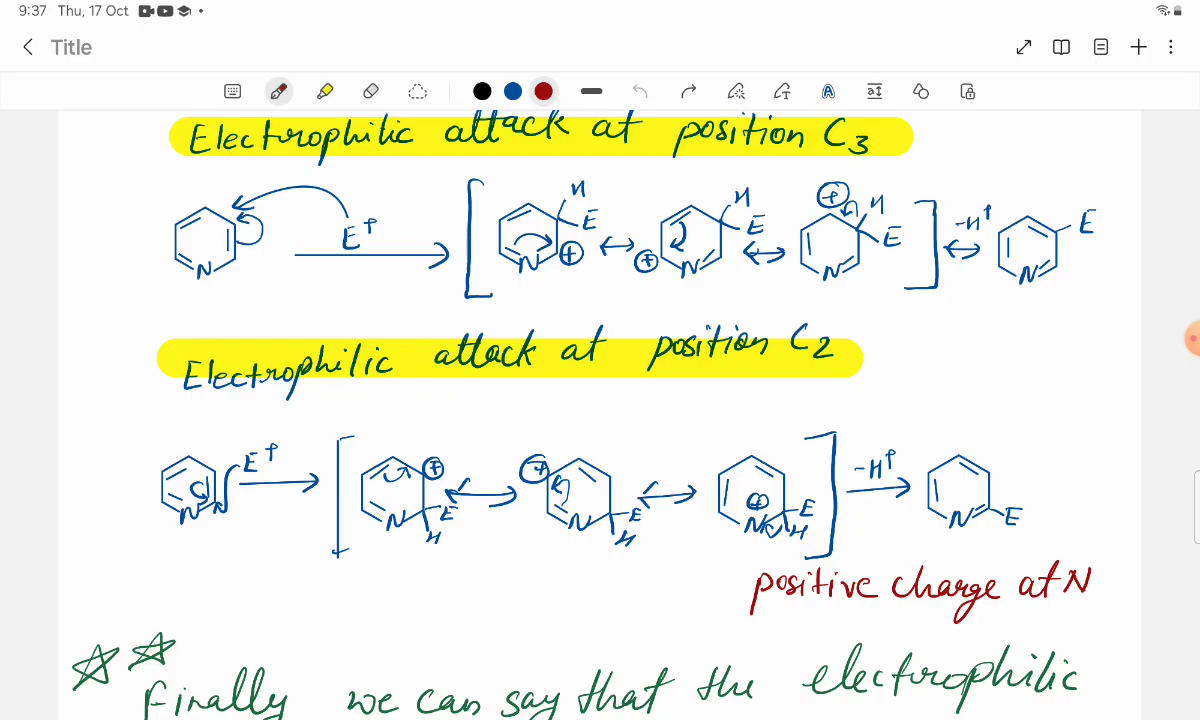 9:37 Thu, 17 Oct
Title
Electrophilic attack at position C3
E+
N
H
E
+
N
H
E
+
N
+
H
E
N
-H+
E
N
Electrophilic attack at position C2
E+
N
+
E
H
N
+
E
H
N
+
E
H
N
-H+
E
N
positive charge at N
Finally we can say that the electrophilic